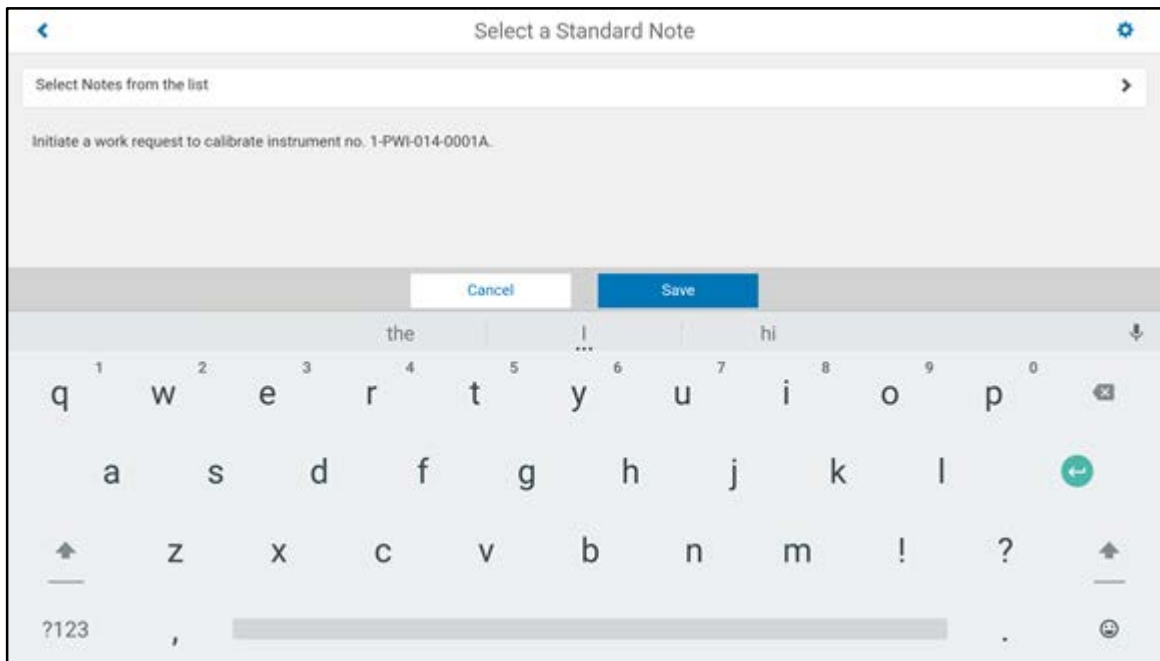 Select a Standard Note
Select Notes from the list
Initiate a work request to calibrate instrument no. 1-PWI-014-0001A.
Cancel Save
the I hi
1 2 3 4 5 6 7 8 9 0
q w e r t y u i o p
a s d f g h j k l
z x c v b n m ! ?
?123 , .